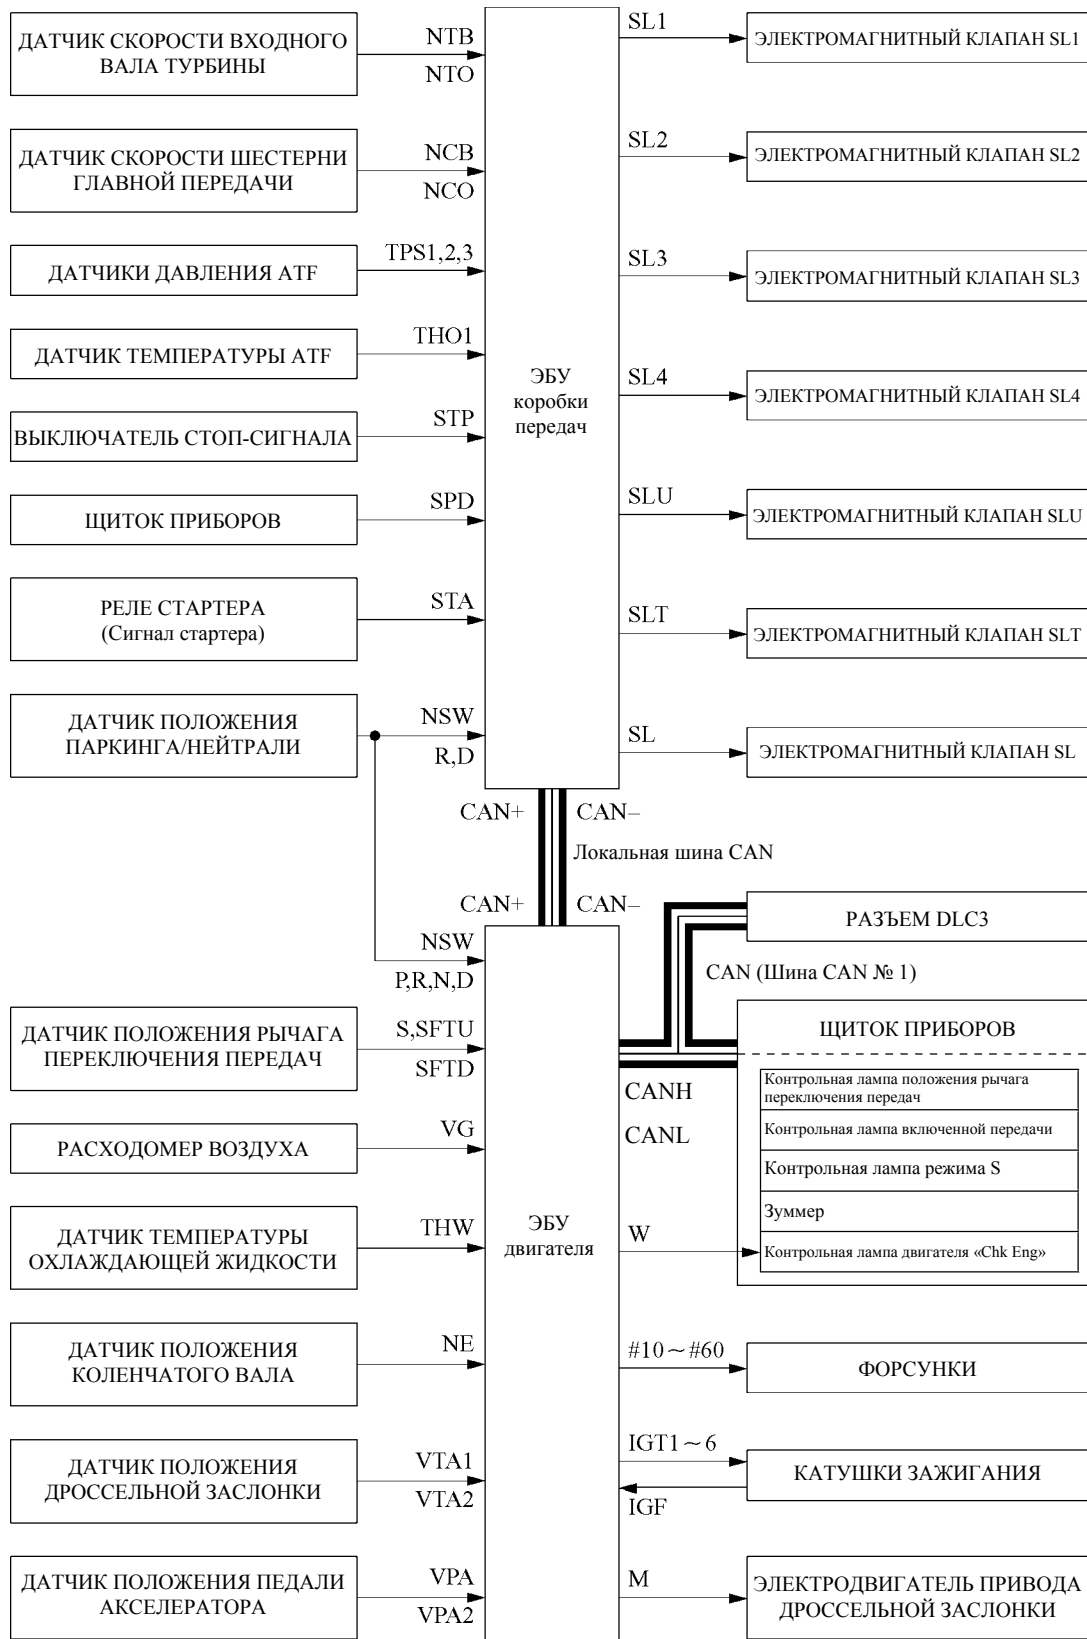 ДАТЧИК СКОРОСТИ ВХОДНОГО
ВАЛА ТУРБИНЫ
NTB
NTO
SL1
ЭЛЕКТРОМАГНИТНЫЙ КЛАПАН SL1
ДАТЧИК СКОРОСТИ ШЕСТЕРНИ
ГЛАВНОЙ ПЕРЕДАЧИ
NCB
NCO
SL2
ЭЛЕКТРОМАГНИТНЫЙ КЛАПАН SL2
ДАТЧИКИ ДАВЛЕНИЯ ATF
TPS1,2,3
SL3
ЭЛЕКТРОМАГНИТНЫЙ КЛАПАН SL3
ДАТЧИК ТЕМПЕРАТУРЫ ATF
THO1
ЭБУ
коробки
передач
SL4
ЭЛЕКТРОМАГНИТНЫЙ КЛАПАН SL4
ВЫКЛЮЧАТЕЛЬ СТОП-СИГНАЛА
STP
ЩИТОК ПРИБОРОВ
SPD
SLU
ЭЛЕКТРОМАГНИТНЫЙ КЛАПАН SLU
РЕЛЕ СТАРТЕРА
(Сигнал стартера)
STA
SLT
ЭЛЕКТРОМАГНИТНЫЙ КЛАПАН SLT
ДАТЧИК ПОЛОЖЕНИЯ
ПАРКИНГА/НЕЙТРАЛИ
NSW
R,D
SL
ЭЛЕКТРОМАГНИТНЫЙ КЛАПАН SL
CAN+
CAN–
Локальная шина CAN
CAN+
CAN–
РАЗЪЕМ DLC3
NSW
P,R,N,D
CAN (Шина CAN № 1)
ДАТЧИК ПОЛОЖЕНИЯ РЫЧАГА
ПЕРЕКЛЮЧЕНИЯ ПЕРЕДАЧ
S,SFTU
SFTD
ЩИТОК ПРИБОРОВ
CANH
CANL
Контрольная лампа положения рычага
переключения передач
Контрольная лампа включенной передачи
Контрольная лампа режима S
Зуммер
Контрольная лампа двигателя «Chk Eng»
РАСХОДОМЕР ВОЗДУХА
VG
ДАТЧИК ТЕМПЕРАТУРЫ
ОХЛАЖДАЮЩЕЙ ЖИДКОСТИ
THW
ЭБУ
двигателя
W
ДАТЧИК ПОЛОЖЕНИЯ
КОЛЕНЧАТОГО ВАЛА
NE
#10～#60
ФОРСУНКИ
ДАТЧИК ПОЛОЖЕНИЯ
ДРОССЕЛЬНОЙ ЗАСЛОНКИ
VTA1
VTA2
IGT1～6
IGF
КАТУШКИ ЗАЖИГАНИЯ
ДАТЧИК ПОЛОЖЕНИЯ ПЕДАЛИ
АКСЕЛЕРАТОРА
VPA
VPA2
M
ЭЛЕКТРОДВИГАТЕЛЬ ПРИВОДА
ДРОССЕЛЬНОЙ ЗАСЛОНКИ